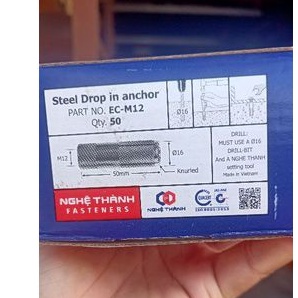 Steel Drop in anchor
PART NO. EC-M12
Qty. 50
Ø16
M12
Ø16
50mm
Knurled
DRILL:
MUST USE A Ø16
DRILL-BIT
And A NGHE THANH
setting tool
Made in Vietnam
NGHỆ THÀNH
FASTENERS
NGHỆ THÀNH
QUACERT